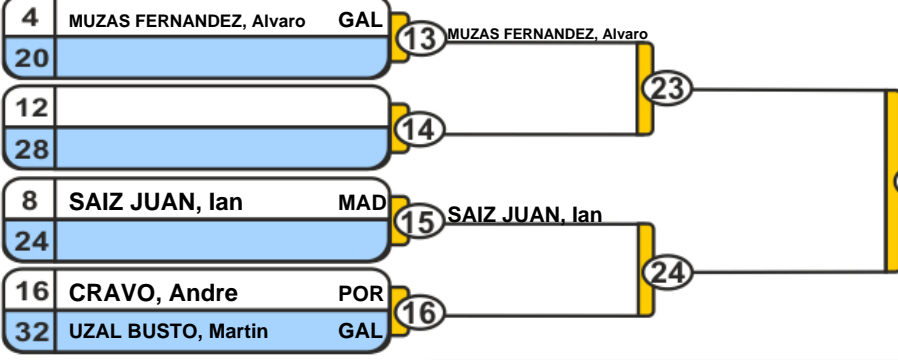 4 MUZAS FERNANDEZ, Alvaro GAL
20
13 MUZAS FERNANDEZ, Alvaro
23
12
28
14
8 SAIZ JUAN, Ian MAD
24
15 SAIZ JUAN, Ian
24
16 CRAVO, Andre POR
32 UZAL BUSTO, Martin GAL
16